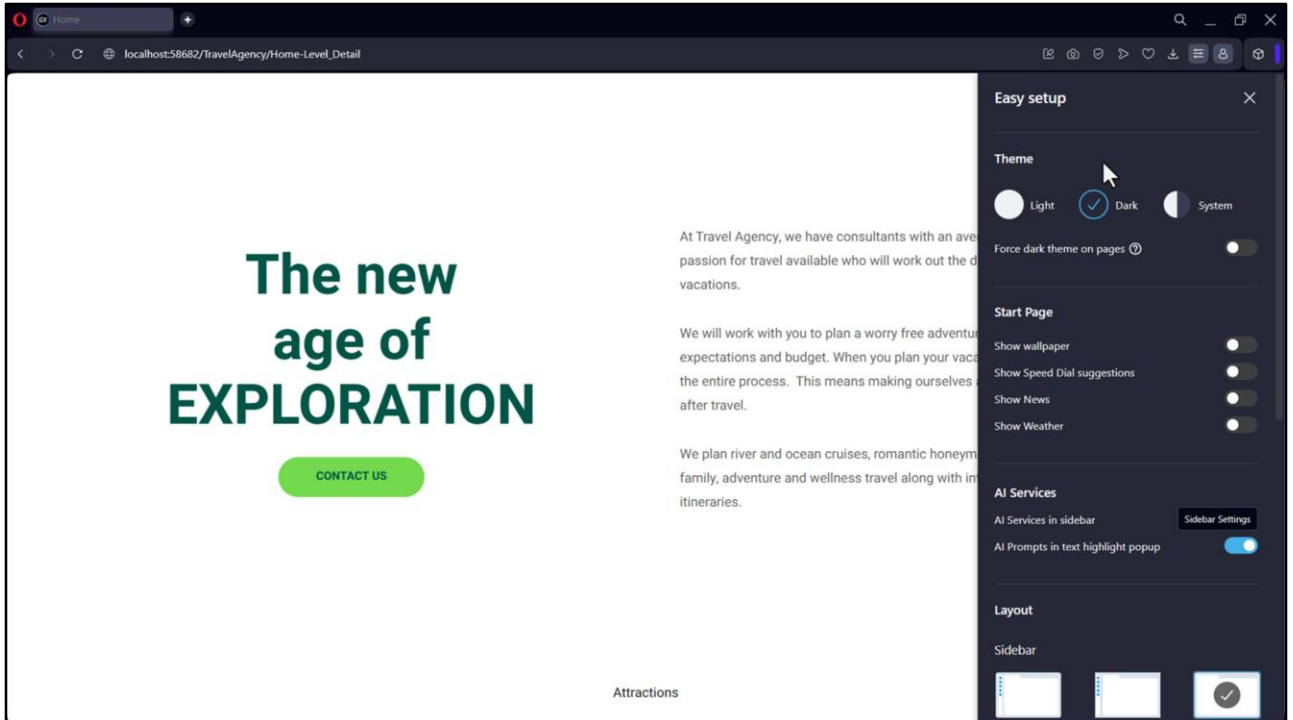 GX Home
localhost:58682/TravelAgency/Home-Level_Detail
The new
age of
EXPLORATION
CONTACT US
At Travel Agency, we have consultants with an ave
passion for travel available who will work out the d
vacations.
We will work with you to plan a worry free adventu
expectations and budget. When you plan your vaca
the entire process. This means making ourselves a
after travel.
We plan river and ocean cruises, romantic honeym
family, adventure and wellness travel along with in
itineraries.
Attractions
Easy setup
Theme
Light Dark System
Force dark theme on pages
Start Page
Show wallpaper
Show Speed Dial suggestions
Show News
Show Weather
AI Services
AI Services in sidebar Sidebar Settings
AI Prompts in text highlight popup
Layout
Sidebar